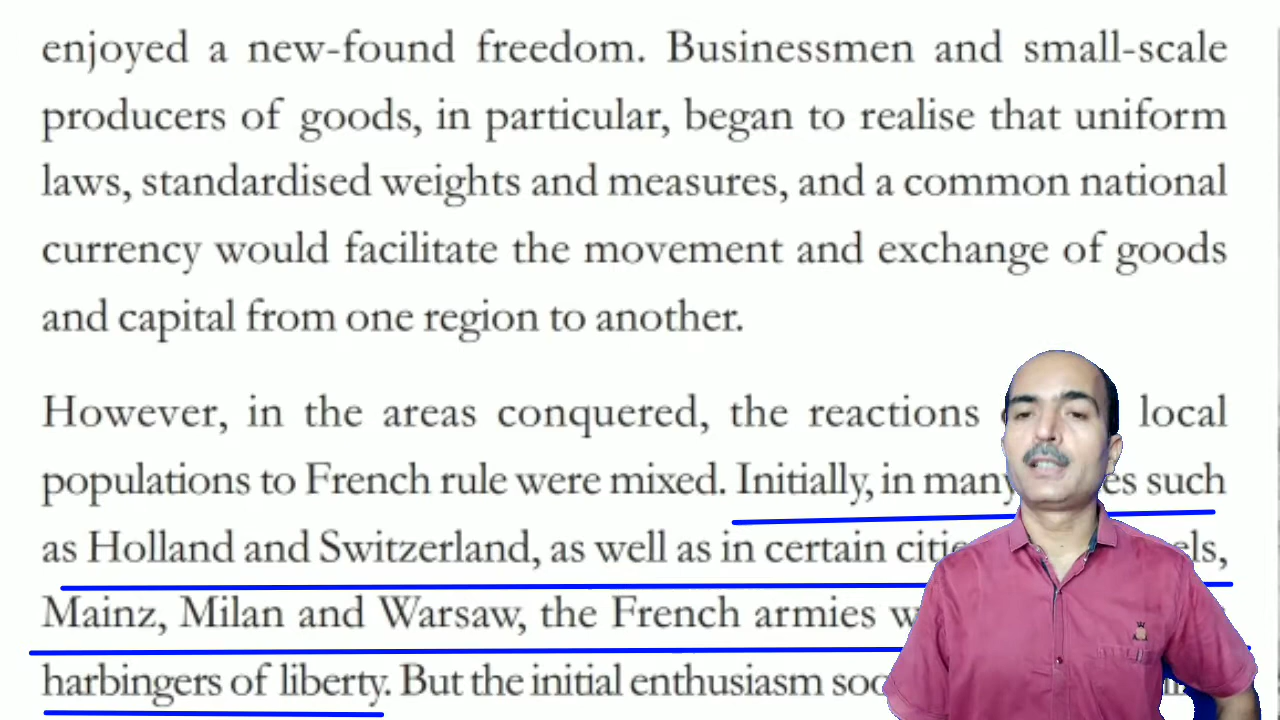 enjoyed a new-found freedom. Businessmen and small-scale
producers of goods, in particular, began to realise that uniform
laws, standardised weights and measures, and a common national
currency would facilitate the movement and exchange of goods
and capital from one region to another.
However, in the areas conquered, the reactions local
populations to French rule were mixed. Initially, in many such
as Holland and Switzerland, as well as in certain
Mainz, Milan and Warsaw, the French armies
harbingers of liberty. But the initial enthusiasm